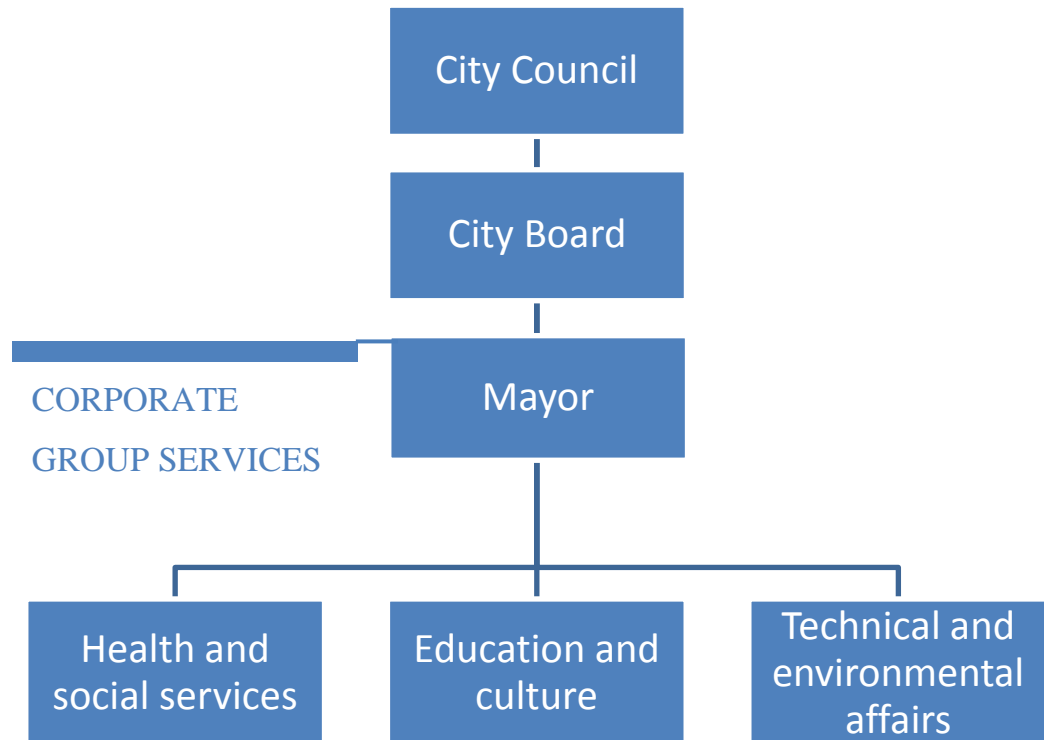 City Council
City Board
Mayor
CORPORATE
GROUP SERVICES
Health and
social services
Education and
culture
Technical and
environmental
affairs